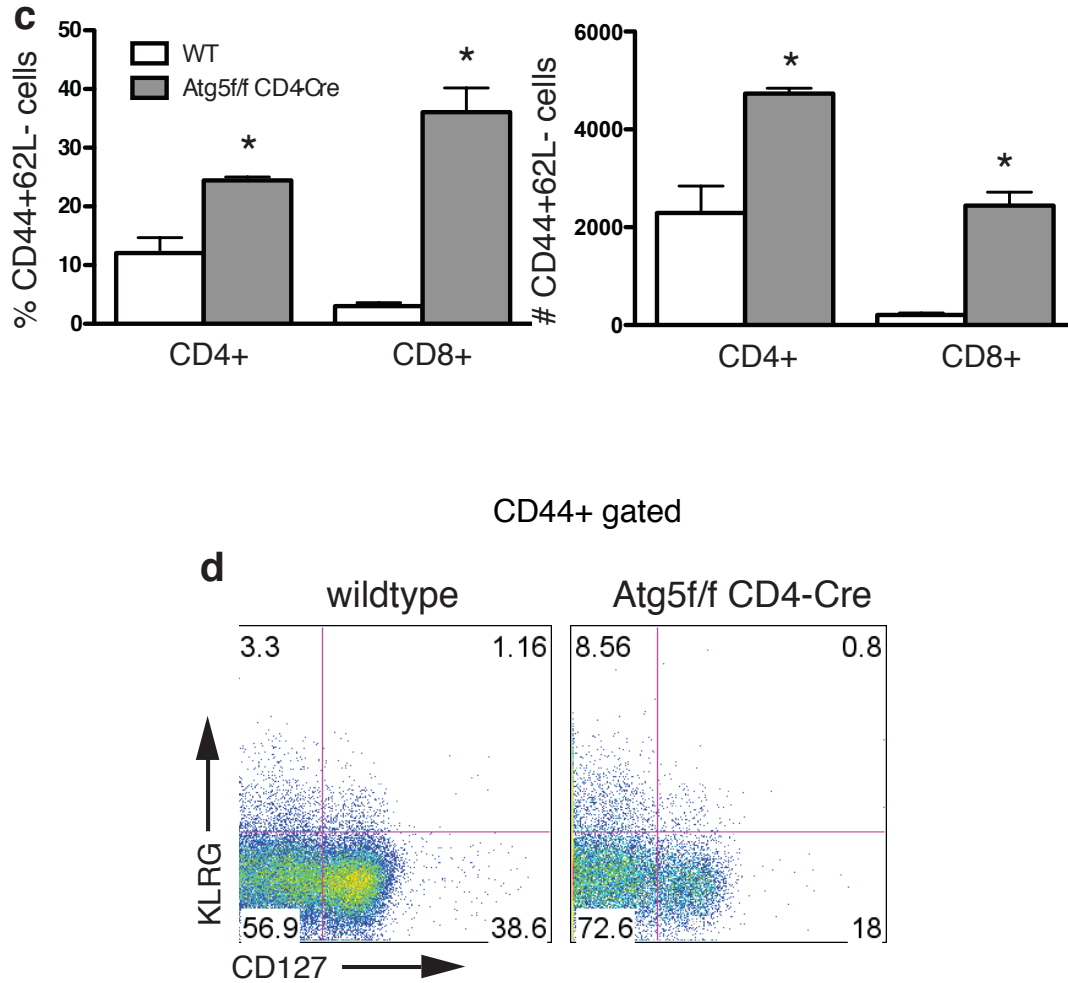 c
% CD44+62L- cells
50
40
30
20
10
0
WT
Atg5f/f CD4-Cre
*
*
CD4+
CD8+
# CD44+62L- cells
6000
4000
2000
0
*
*
CD4+
CD8+
CD44+ gated
d
wildtype
Atg5f/f CD4-Cre
3.3
1.16
8.56
0.8
KLRG
56.9
38.6
72.6
18
CD127